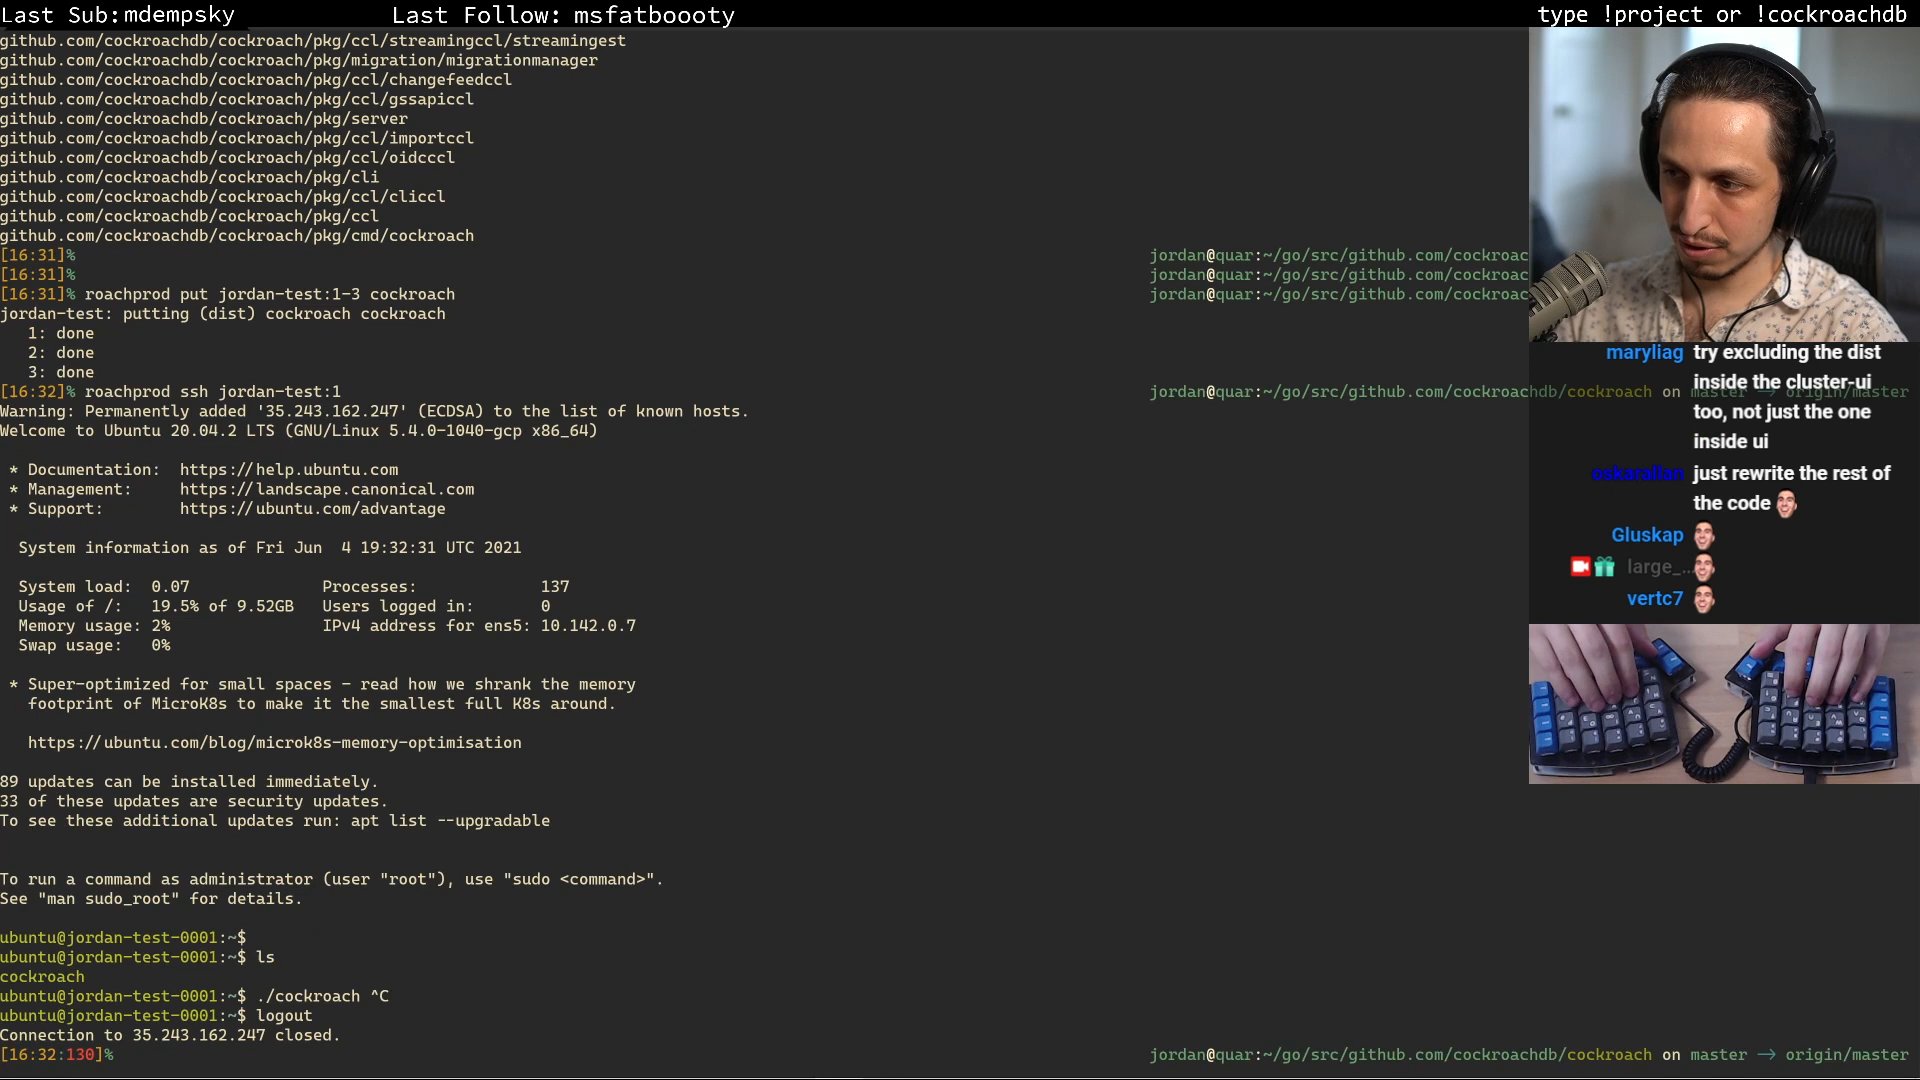 Last Sub:mdempsky
Last Follow: msfatboooty
type !project or !cockroachdb
github.com/cockroachdb/cockroach/pkg/ccl/streamingccl/streamingest
github.com/cockroachdb/cockroach/pkg/migration/migrationmanager
github.com/cockroachdb/cockroach/pkg/ccl/changefeedccl
github.com/cockroachdb/cockroach/pkg/ccl/gssapiccl
github.com/cockroachdb/cockroach/pkg/server
github.com/cockroachdb/cockroach/pkg/ccl/importccl
github.com/cockroachdb/cockroach/pkg/ccl/oidcccl
github.com/cockroachdb/cockroach/pkg/cli
github.com/cockroachdb/cockroach/pkg/ccl/cliccl
github.com/cockroachdb/cockroach/pkg/ccl
github.com/cockroachdb/cockroach/pkg/cmd/cockroach
[16:31]% jordan@quar:~/go/src/github.com/cockroac
[16:31]% jordan@quar:~/go/src/github.com/cockroac
[16:31]% roachprod put jordan-test:1-3 cockroach jordan@quar:~/go/src/github.com/cockroac
jordan-test: putting (dist) cockroach cockroach
1: done
2: done
3: done
[16:32]% roachprod ssh jordan-test:1 jordan@quar:~/go/src/github.com/cockroachdb/cockroach on master → origin/master
Warning: Permanently added '35.243.162.247' (ECDSA) to the list of known hosts.
Welcome to Ubuntu 20.04.2 LTS (GNU/Linux 5.4.0-1040-gcp x86_64)
* Documentation: https://help.ubuntu.com
* Management: https://landscape.canonical.com
* Support: https://ubuntu.com/advantage
System information as of Fri Jun 4 19:32:31 UTC 2021
System load: 0.07 Processes: 137
Usage of /: 19.5% of 9.52GB Users logged in: 0
Memory usage: 2% IPv4 address for ens5: 10.142.0.7
Swap usage: 0%
* Super-optimized for small spaces - read how we shrank the memory
footprint of MicroK8s to make it the smallest full K8s around.
https://ubuntu.com/blog/microk8s-memory-optimisation
89 updates can be installed immediately.
33 of these updates are security updates.
To see these additional updates run: apt list --upgradable
To run a command as administrator (user "root"), use "sudo <command>".
See "man sudo_root" for details.
ubuntu@jordan-test-0001:~$
ubuntu@jordan-test-0001:~$ ls
cockroach
ubuntu@jordan-test-0001:~$ ./cockroach ^C
ubuntu@jordan-test-0001:~$ logout
Connection to 35.243.162.247 closed.
[16:32:130]% jordan@quar:~/go/src/github.com/cockroachdb/cockroach on master → origin/master
maryliag try excluding the dist
inside the cluster-ui
too, not just the one
inside ui
oskarallan just rewrite the rest of
the code
Gluskap
large_...
vertc7